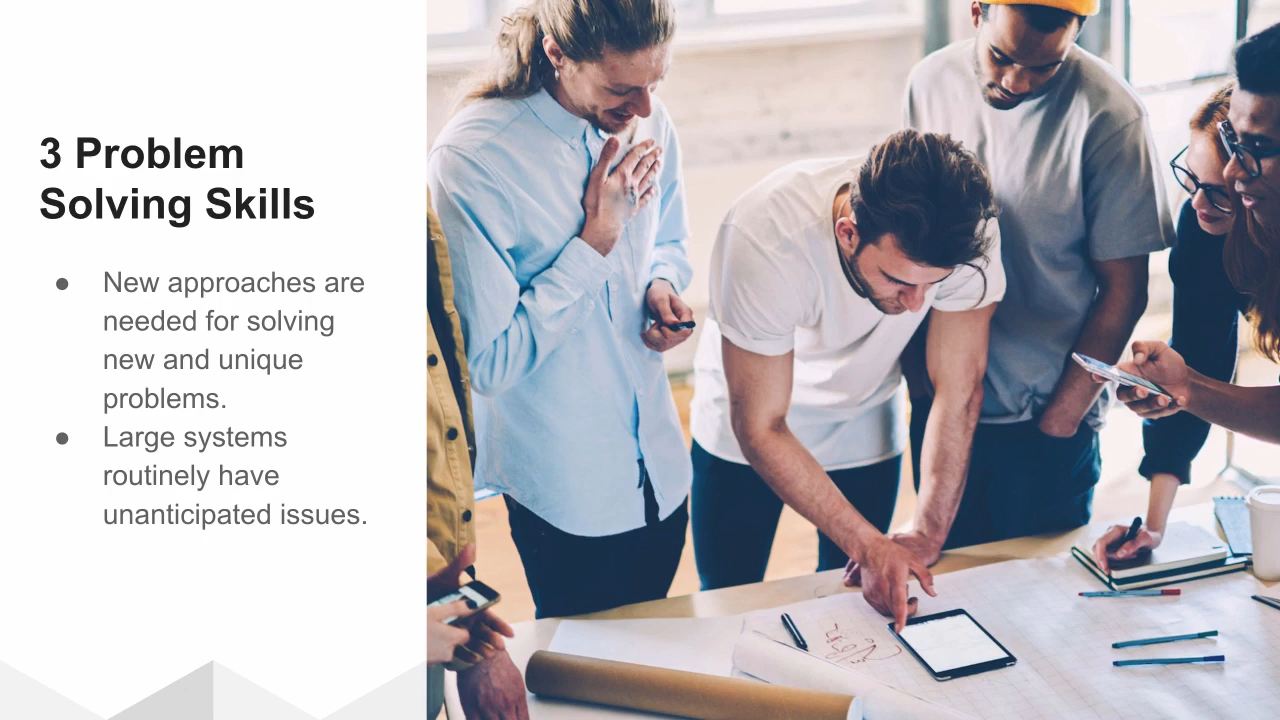 3 Problem
Solving Skills
● New approaches are
needed for solving
new and unique
problems.
● Large systems
routinely have
unanticipated issues.